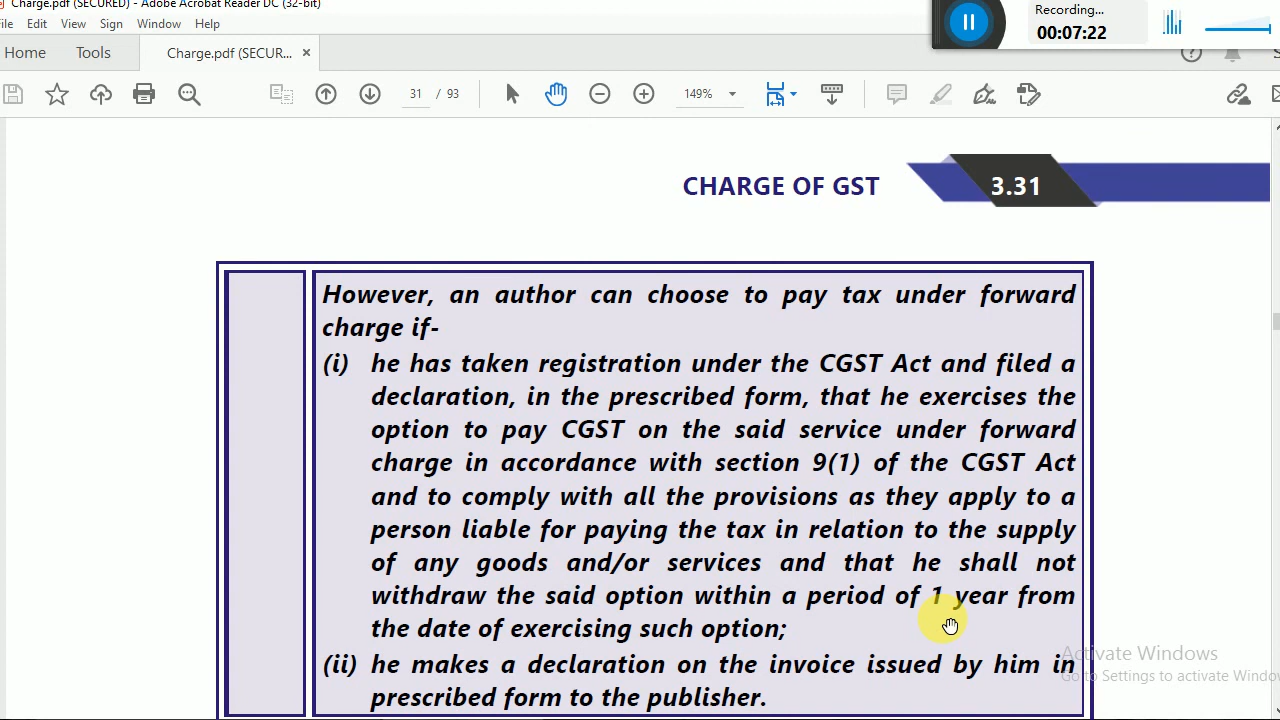 Charge.pdf (SECURED) - Adobe Acrobat Reader DC (32-bit)
File Edit View Sign Window Help
Recording...
00:07:22
Home Tools Charge.pdf (SECUR... ×
31 / 93 149%
CHARGE OF GST 3.31
However, an author can choose to pay tax under forward
charge if-
(i) he has taken registration under the CGST Act and filed a
declaration, in the prescribed form, that he exercises the
option to pay CGST on the said service under forward
charge in accordance with section 9(1) of the CGST Act
and to comply with all the provisions as they apply to a
person liable for paying the tax in relation to the supply
of any goods and/or services and that he shall not
withdraw the said option within a period of 1 year from
the date of exercising such option;
(ii) he makes a declaration on the invoice issued by him in
prescribed form to the publisher.
Activate Windows
Go to Settings to activate Windows